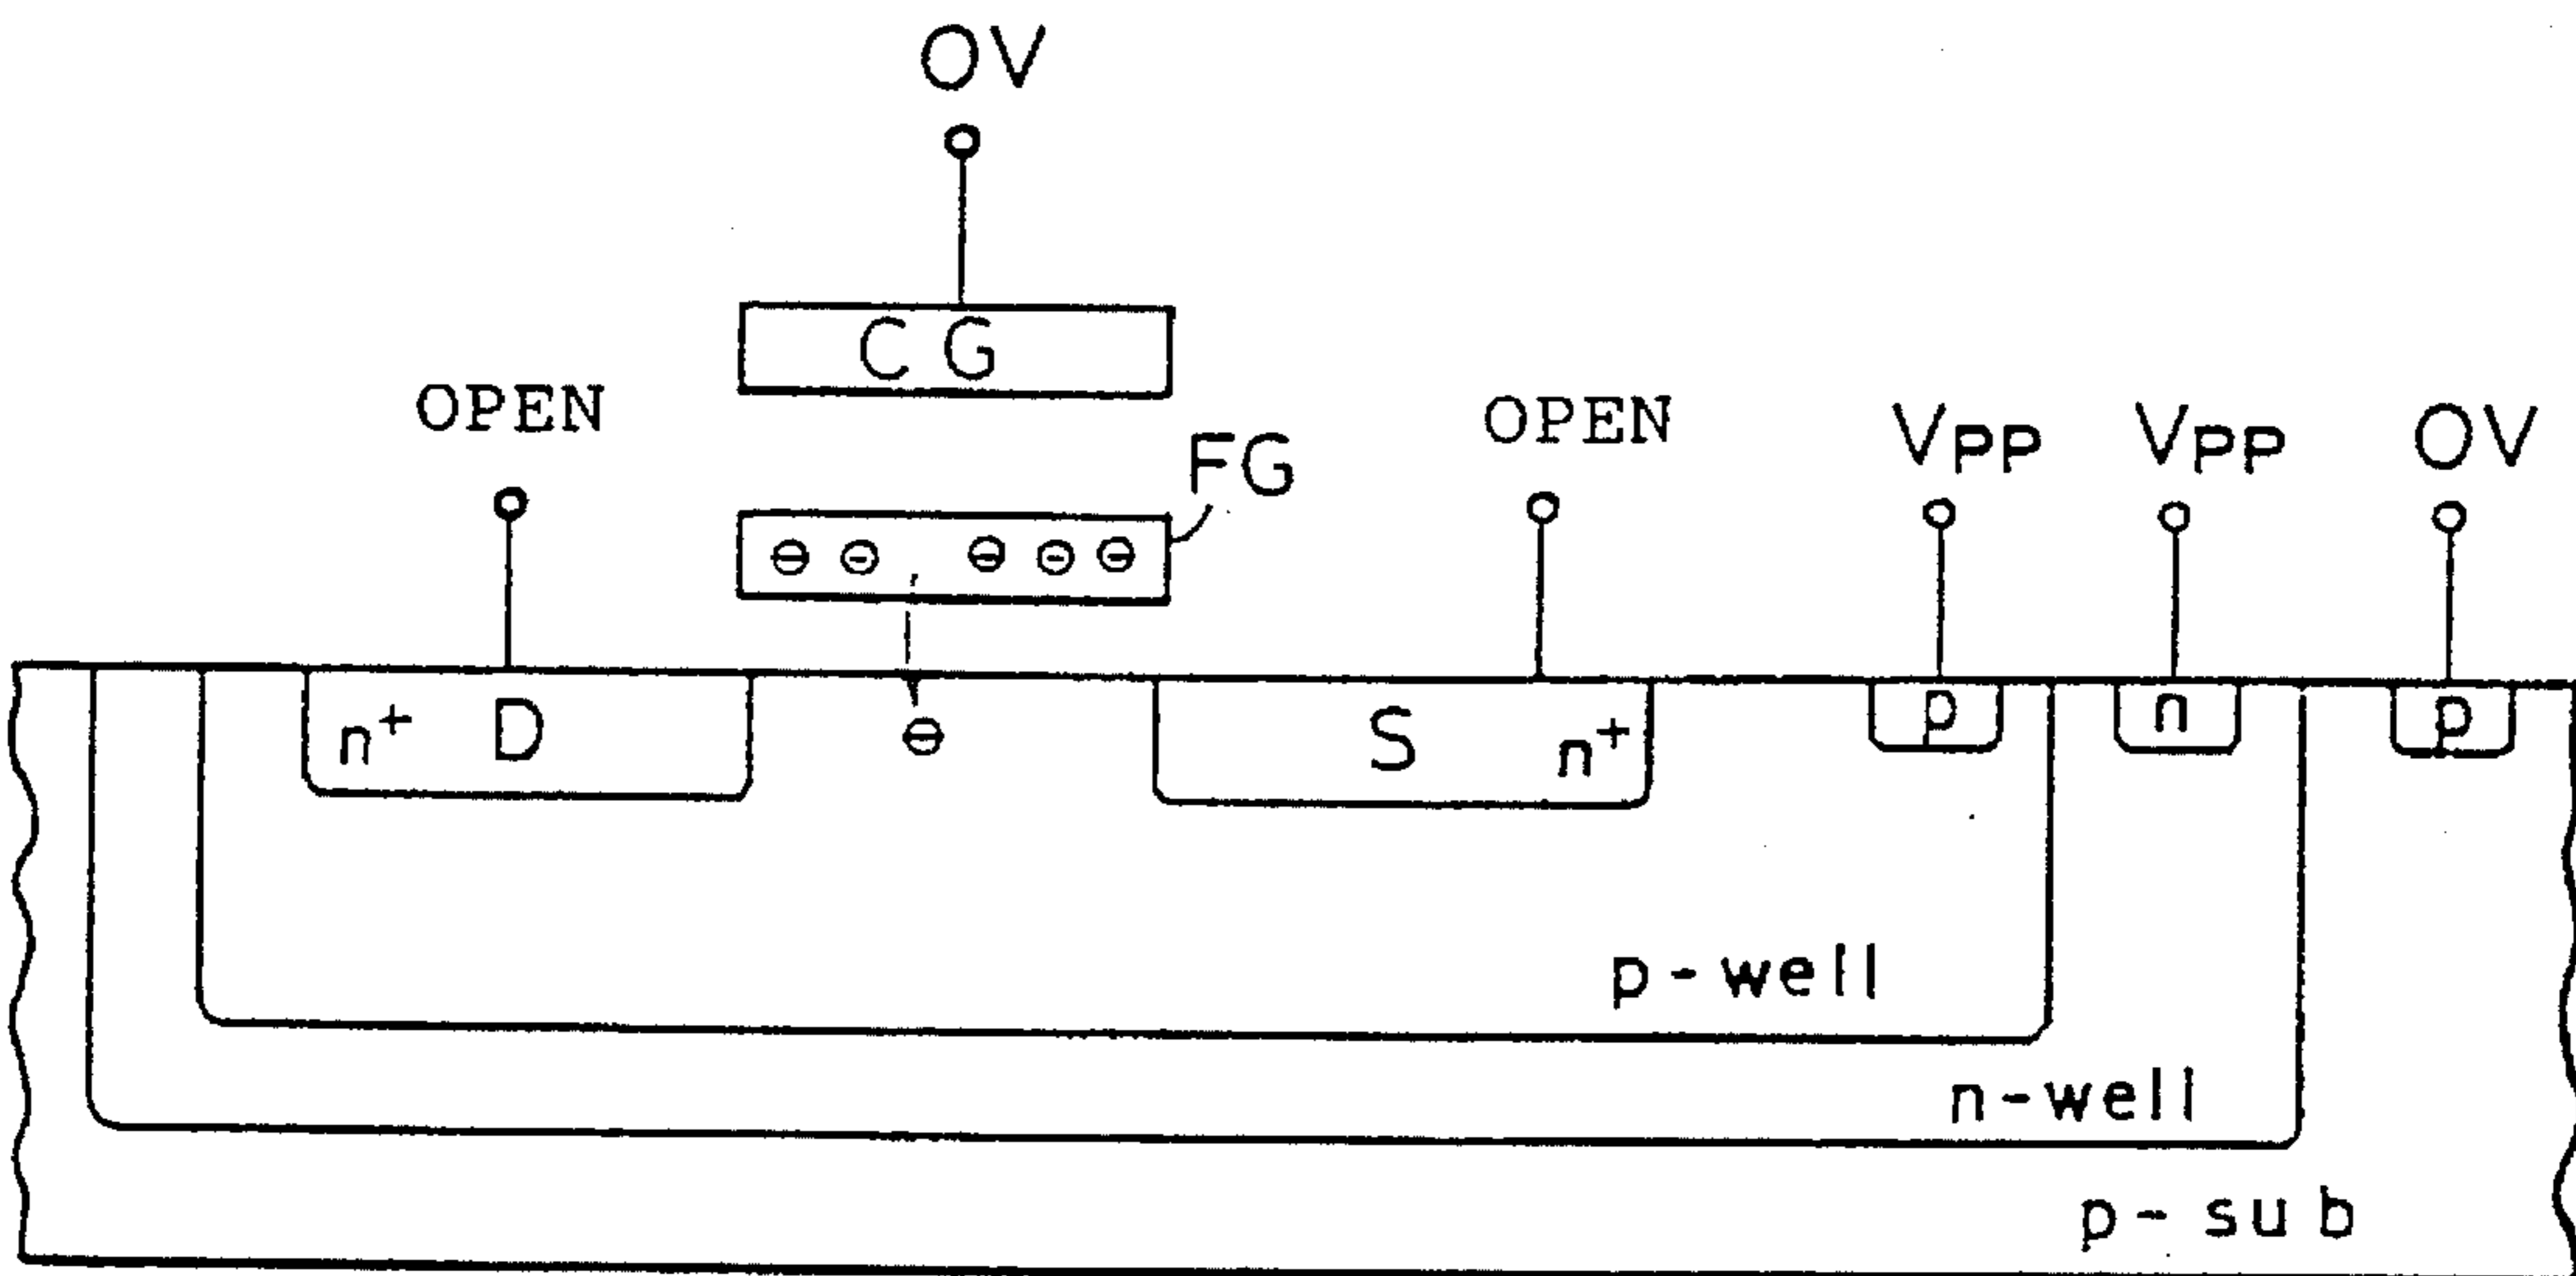 OV
CG
OPEN
FG
OPEN
VPP
VPP
OV
⊖ ⊖ ⊖ ⊖ ⊖
n+ D
⊖
S n+
p
n
p
p-well
n-well
p-sub